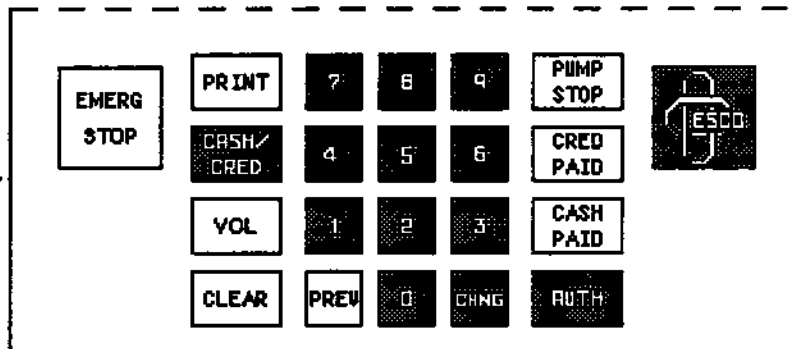 EMERG
STOP
PRINT
7
8
9
PUMP
STOP
CASH/
CRED
4
5
6
CRED
PAID
VOL
1
2
3
CASH
PAID
CLEAR
PREV
0
CHNG
AUTH
ESCO